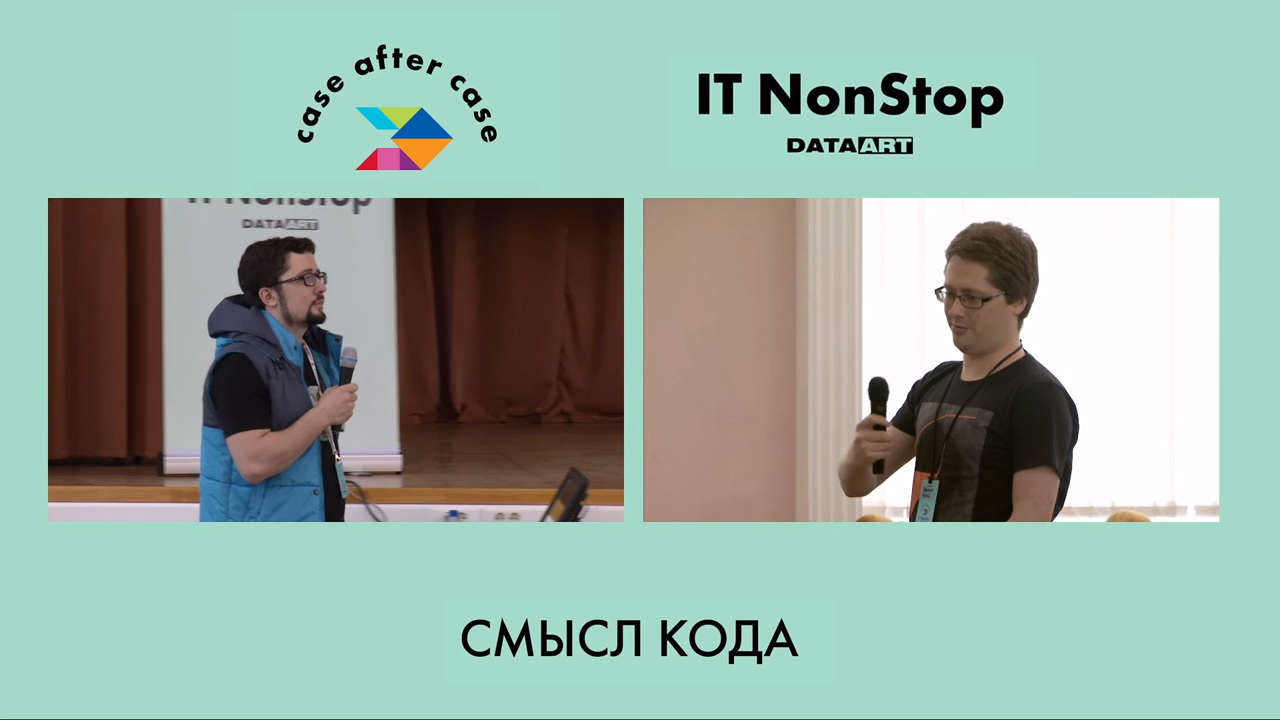 case after case
IT NonStop
DATAART
IT NonStop
DATAART
СМЫСЛ КОДА